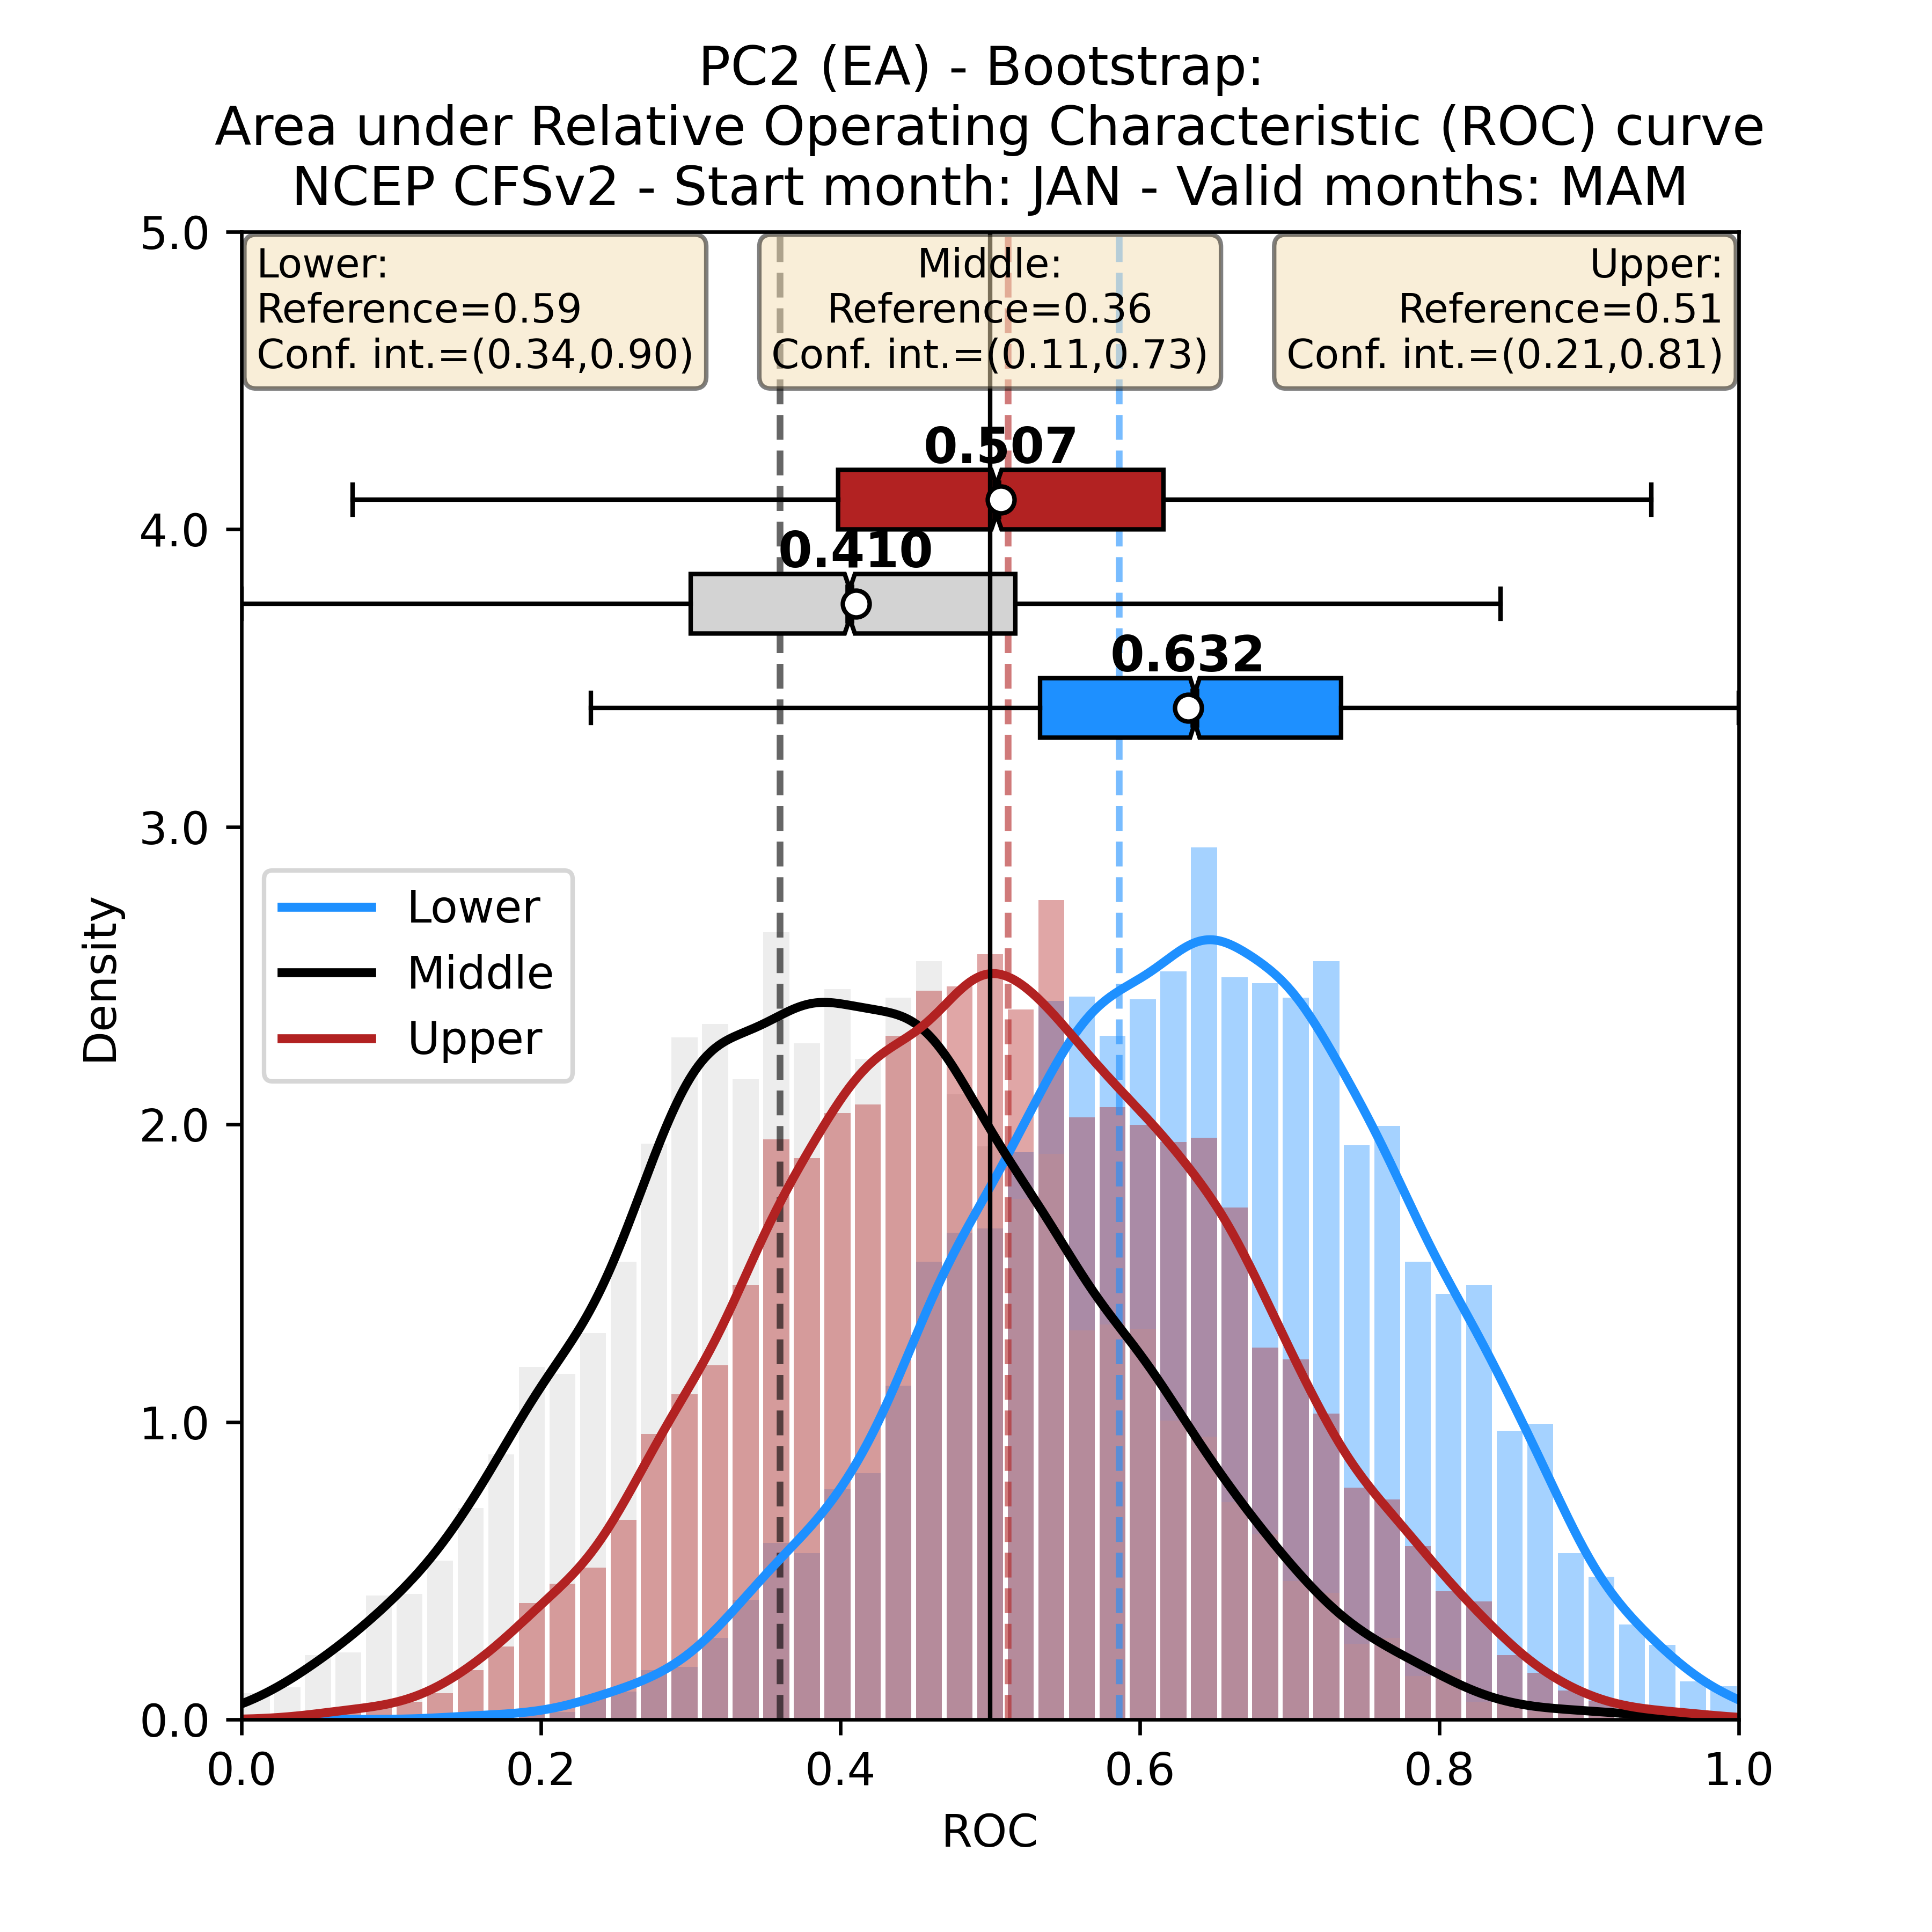 PC2 (EA) - Bootstrap:
Area under Relative Operating Characteristic (ROC) curve
NCEP CFSv2 - Start month: JAN - Valid months: MAM
5.0
Lower:
Reference=0.59
Conf. int.=(0.34,0.90)
Middle:
Reference=0.36
Conf. int.=(0.11,0.73)
Upper:
Reference=0.51
Conf. int.=(0.21,0.81)
0.507
4.0
0.410
0.632
3.0
Density
Lower
Middle
Upper
2.0
1.0
0.0
0.0 0.2 0.4 0.6 0.8 1.0
ROC